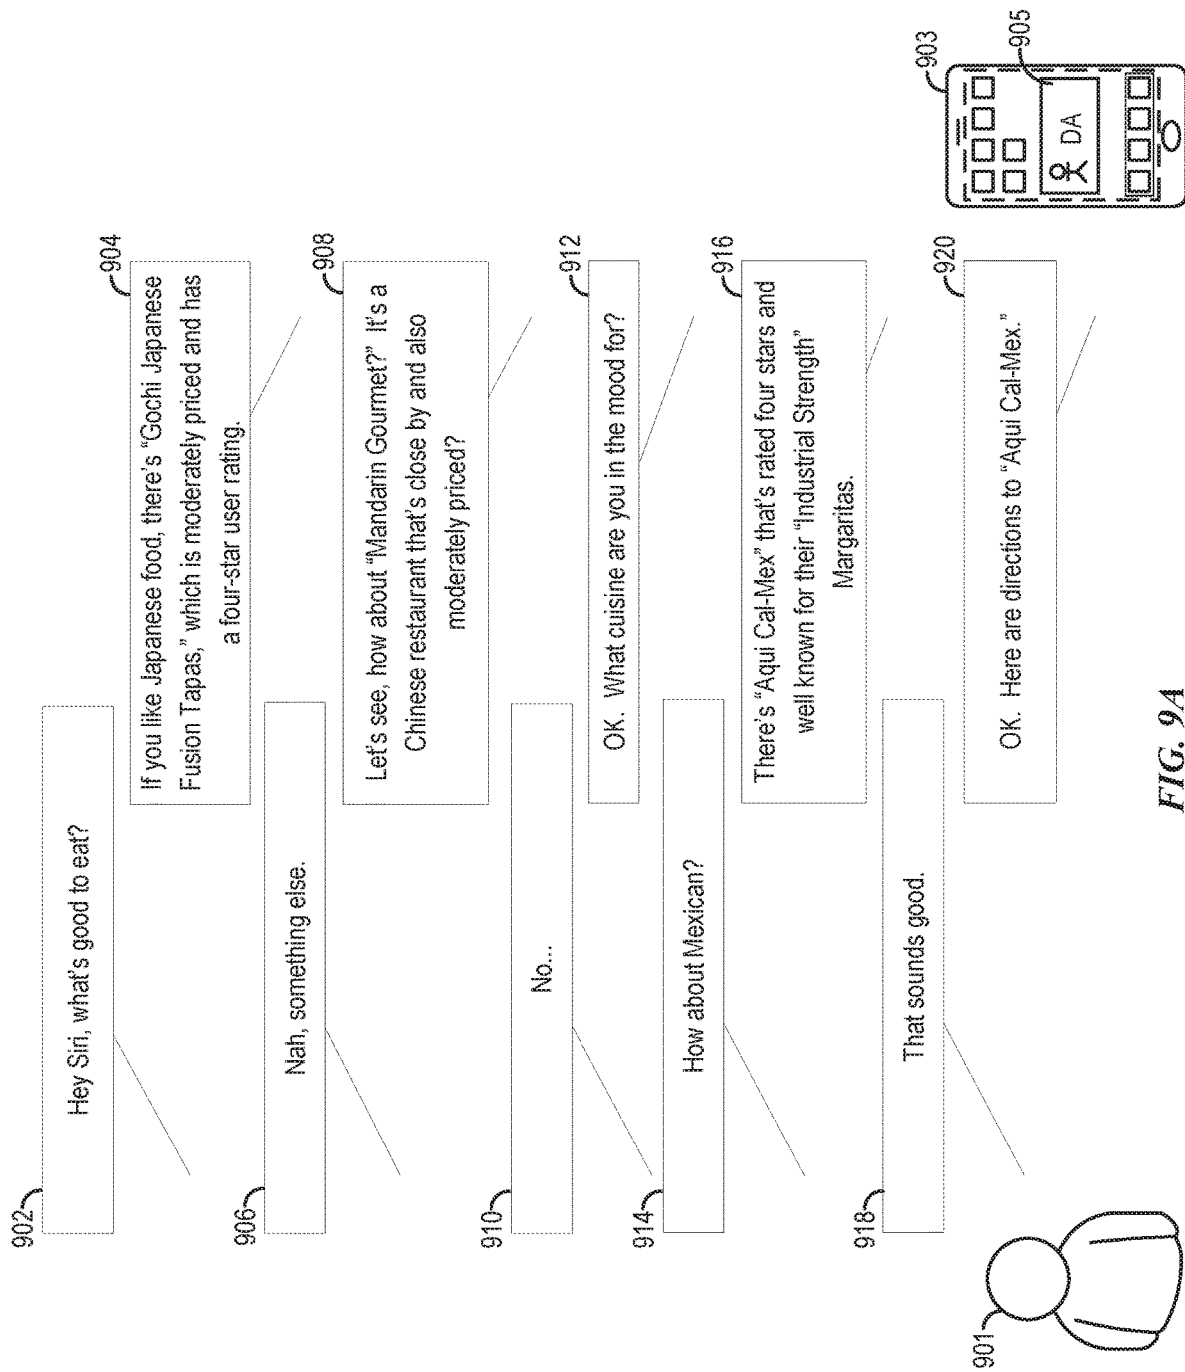 902
Hey Siri, what's good to eat?
904
If you like Japanese food, there's “Gochi Japanese
Fusion Tapas,” which is moderately priced and has
a four-star user rating.
906
Nah, something else.
908
Let's see, how about “Mandarin Gourmet?” It's a
Chinese restaurant that's close by and also
moderately priced?
910
No...
912
OK. What cuisine are you in the mood for?
914
How about Mexican?
916
There's “Aqui Cal-Mex” that's rated four stars and
well known for their “Industrial Strength”
Margaritas.
918
That sounds good.
920
OK. Here are directions to “Aqui Cal-Mex.”
901
903
DA
905
FIG. 9A